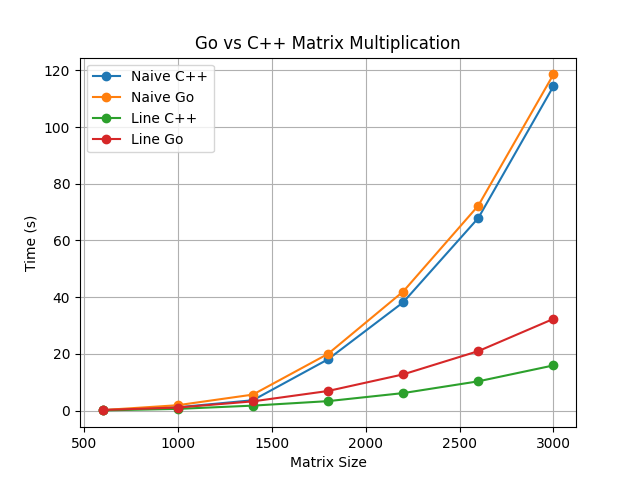 Go vs C++ Matrix Multiplication
Naive C++
Naive Go
Line C++
Line Go
Time (s)
120
100
80
60
40
20
0
500
1000
1500
2000
2500
3000
Matrix Size